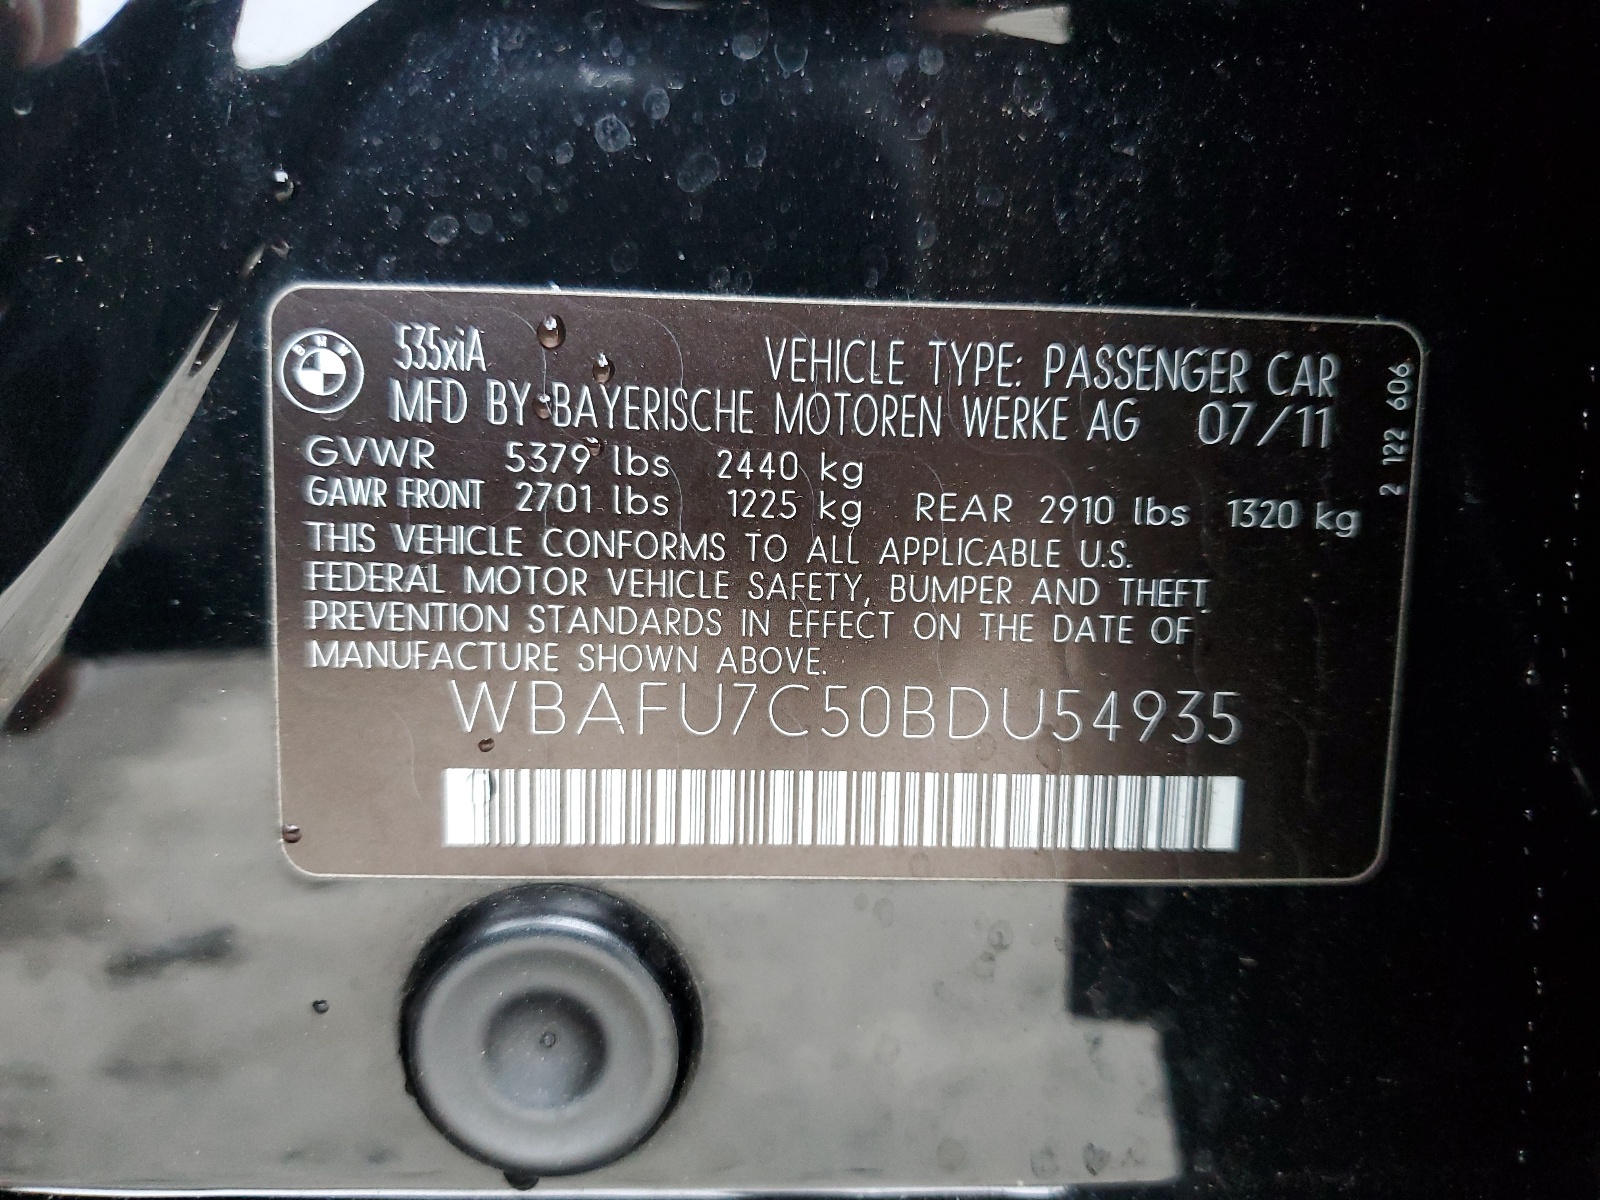 BMW
535xiA VEHICLE TYPE: PASSENGER CAR
MFD BY BAYERISCHE MOTOREN WERKE AG 07/11
GVWR 5379 lbs 2440 kg
GAWR FRONT 2701 lbs 1225 kg REAR 2910 lbs 1320 kg
THIS VEHICLE CONFORMS TO ALL APPLICABLE U.S.
FEDERAL MOTOR VEHICLE SAFETY, BUMPER AND THEFT
PREVENTION STANDARDS IN EFFECT ON THE DATE OF
MANUFACTURE SHOWN ABOVE.
WBAFU7C50BDU54935
2 122 606